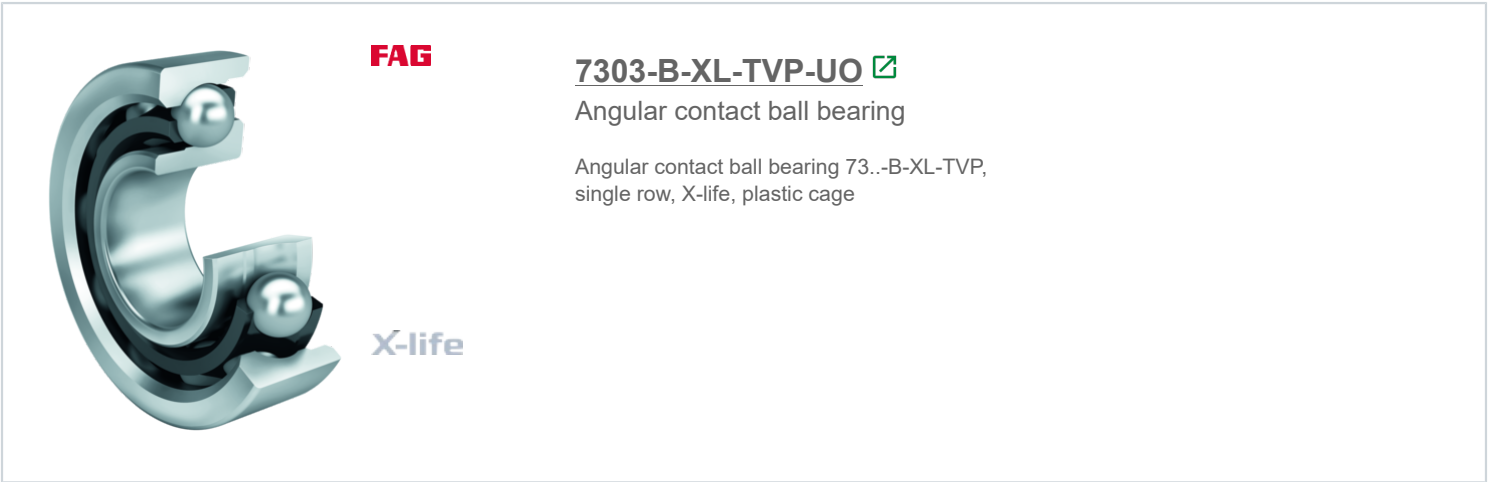 FAG
7303-B-XL-TVP-UO
Angular contact ball bearing
Angular contact ball bearing 73..-B-XL-TVP,
single row, X-life, plastic cage
X-life